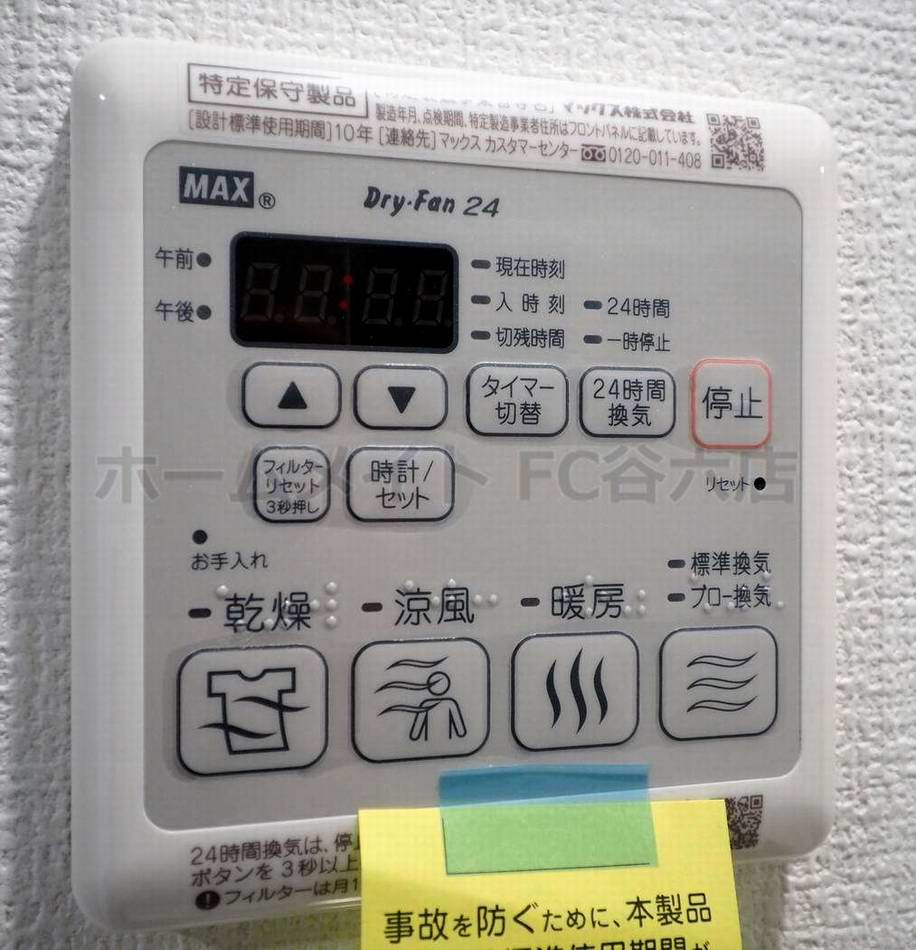 特定保守製品
マックス株式会社
製造年月、点検期間、特定製造事業者住所はフロントパネルに記載しています。
[設計標準使用期間]10年 [連絡先]マックス カスタマーセンター 0120-011-408
MAX®
Dry・Fan 24
午前
午後
現在時刻
入時刻
24時間
切残時間
一時停止
▲
▼
タイマー
切替
24時間
換気
停止
フィルター
リセット
3秒押し
時計/
セット
リセット
ホームメイト FC谷六店
お手入れ
標準換気
ブロー換気
乾燥
涼風
暖房
24時間換気は、停止
ボタンを3秒以上
フィルターは月1
事故を防ぐために、本製品
標準使用期間が